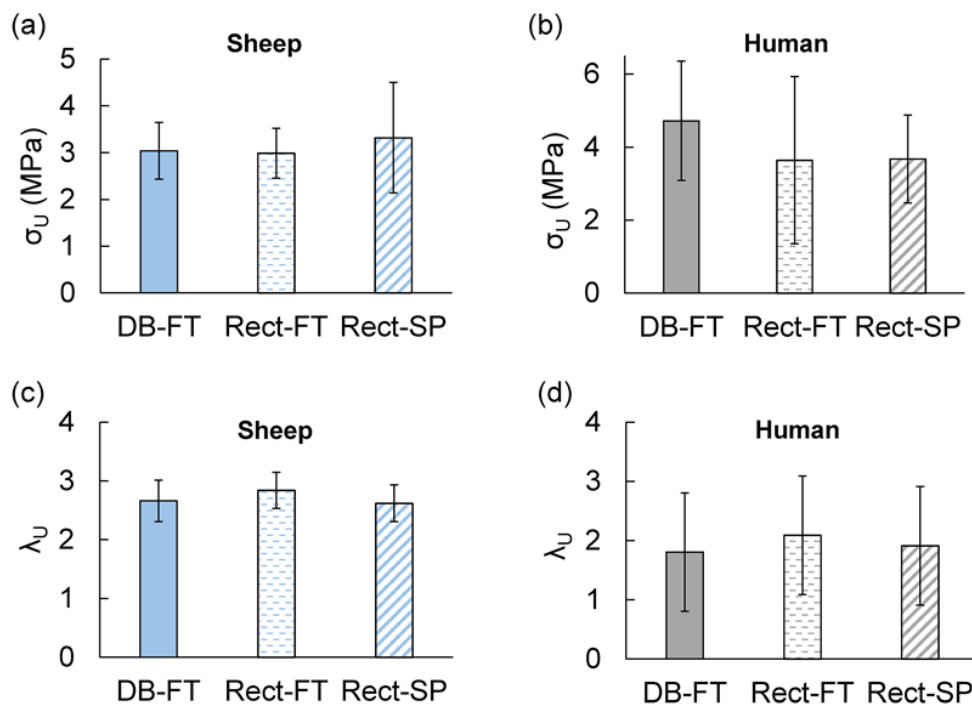 (a)
Sheep
5
4
3
2
1
0
σU (MPa)
DB-FT Rect-FT Rect-SP
(b)
Human
6
4
2
0
σU (MPa)
DB-FT Rect-FT Rect-SP
(c)
Sheep
4
3
2
1
0
λU
DB-FT Rect-FT Rect-SP
(d)
Human
4
3
2
1
0
λU
DB-FT Rect-FT Rect-SP